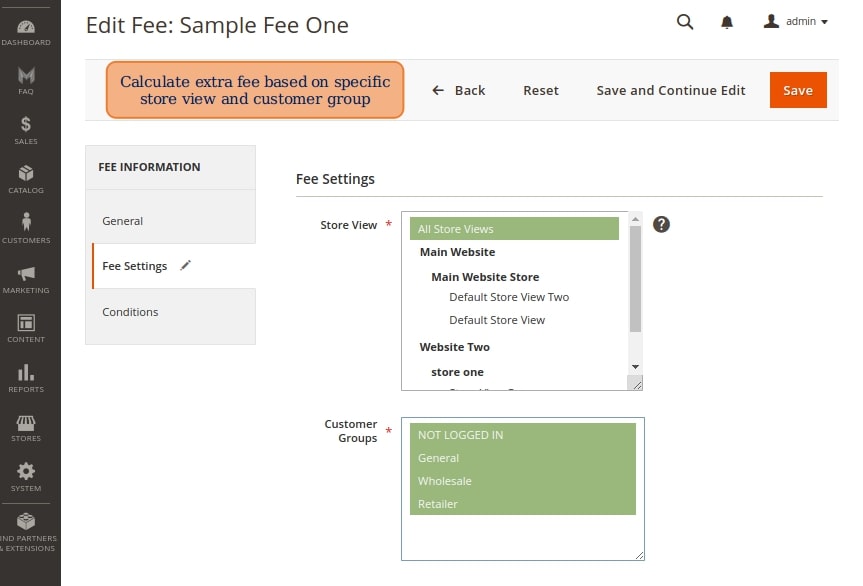 Edit Fee: Sample Fee One
admin
Calculate extra fee based on specific
store view and customer group
Back
Reset
Save and Continue Edit
Save
DASHBOARD
FAQ
SALES
CATALOG
CUSTOMERS
MARKETING
CONTENT
REPORTS
STORES
SYSTEM
IND PARTNERS
& EXTENSIONS
FEE INFORMATION
General
Fee Settings
Conditions
Fee Settings
Store View *
All Store Views
Main Website
Main Website Store
Default Store View Two
Default Store View
Website Two
store one
?
Customer
Groups *
NOT LOGGED IN
General
Wholesale
Retailer